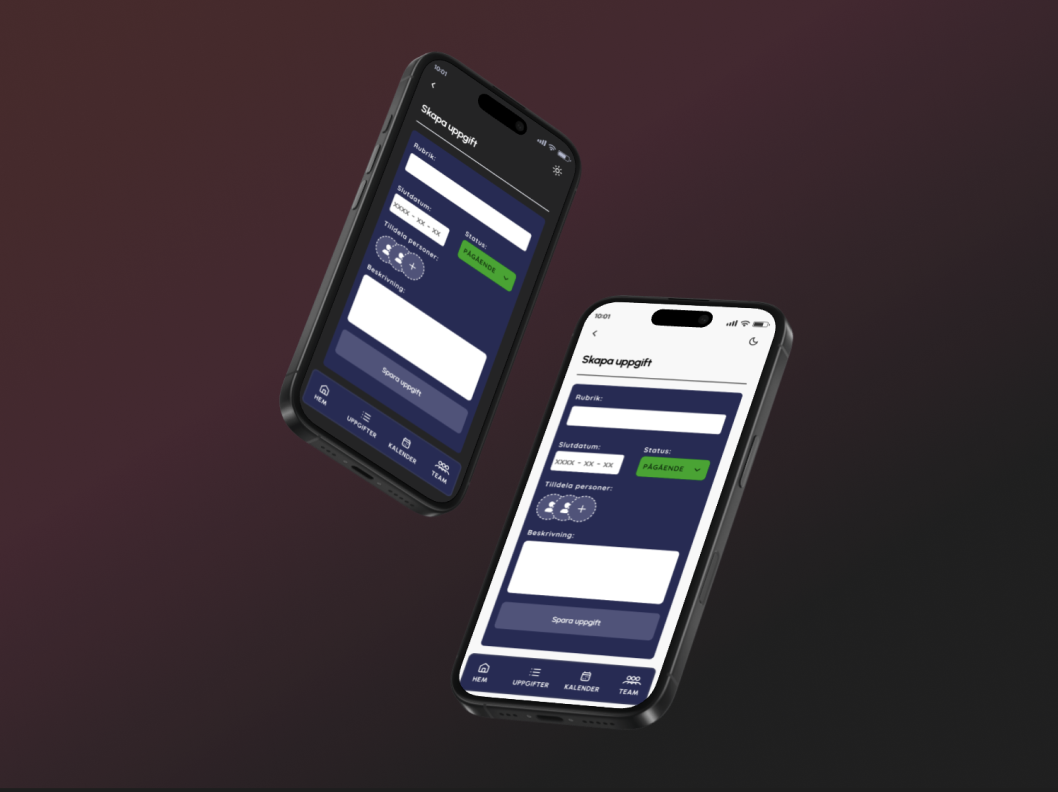 10:01
Skapa uppgift
Rubrik:
Slutdatum:
xxxx - xx - xx
Status:
PÅGÅENDE
Tilldela personer:
Beskrivning:
Spara uppgift
HEM
UPPGIFTER
KALENDER
TEAM
10:01
Skapa uppgift
Rubrik:
Slutdatum:
Status:
xxxx - xx - xx
PÅGÅENDE
Tilldela personer:
Beskrivning:
Spara uppgift
HEM
UPPGIFTER
KALENDER
TEAM